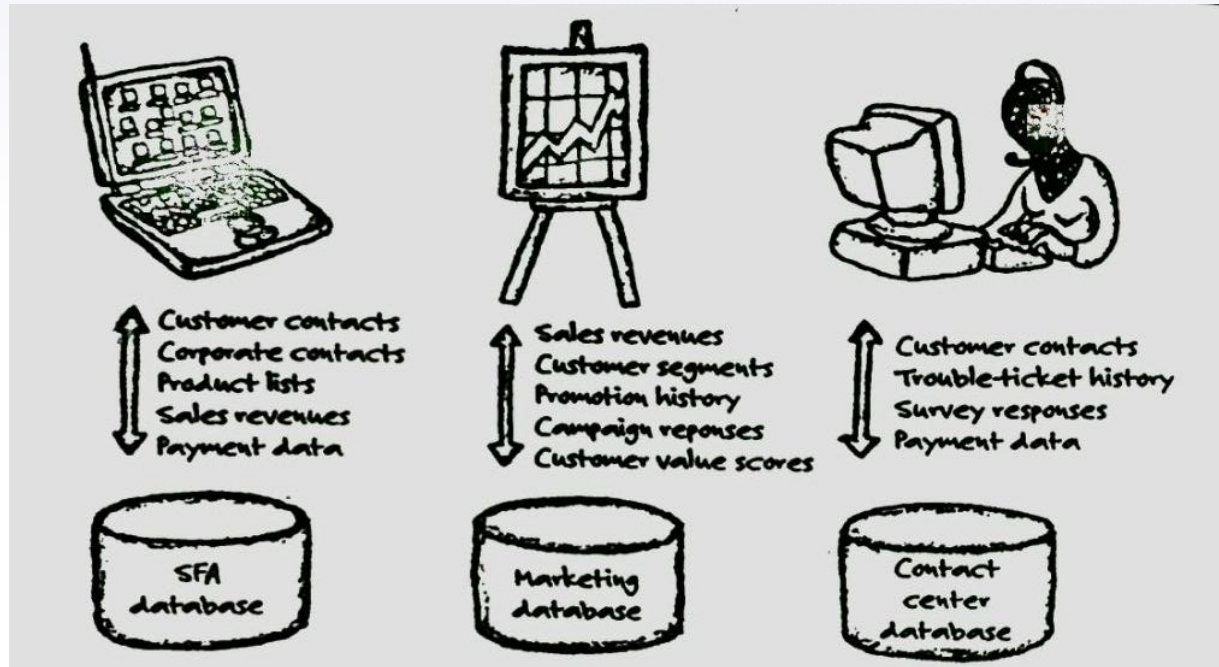 Customer contacts
Corporate contacts
Product lists
Sales revenues
Payment data
SFA
database
Sales revenues
Customer segments
Promotion history
Campaign reponses
Customer value scores
Marketing
database
Customer contacts
Trouble-ticket history
Survey responses
Payment data
Contact
center
database